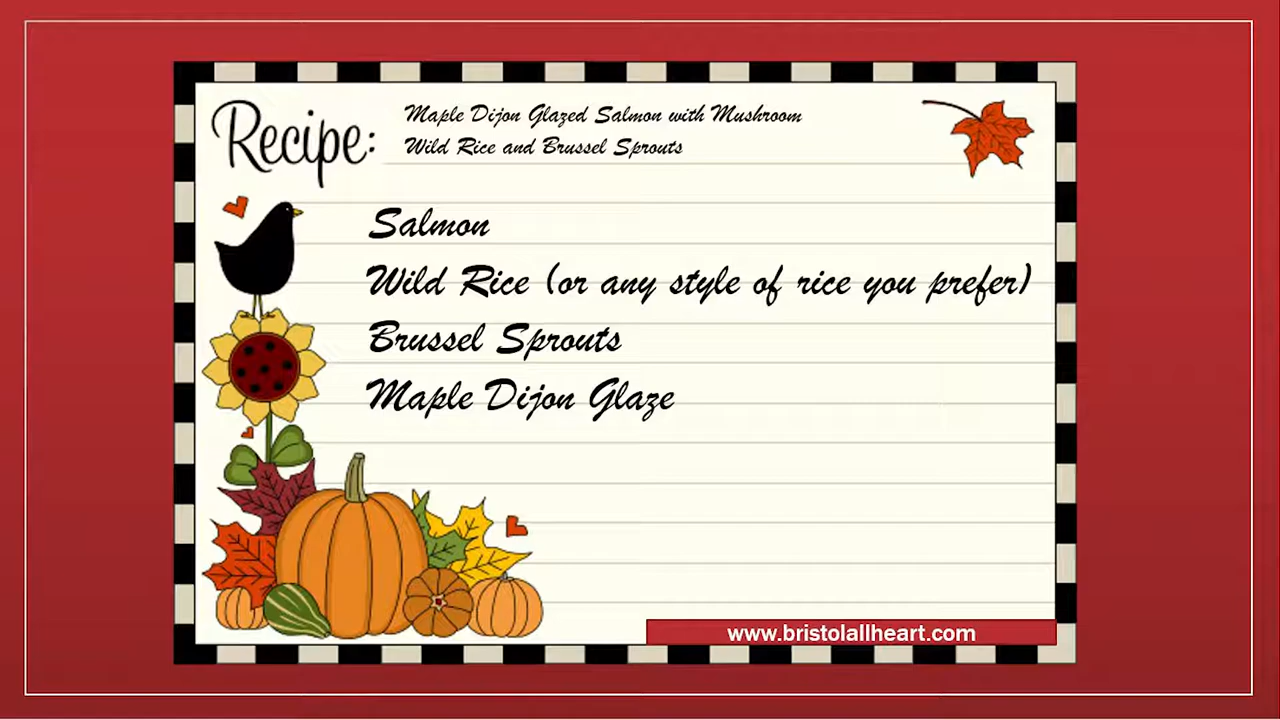 Recipe:
Maple Dijon Glazed Salmon with Mushroom
Wild Rice and Brussel Sprouts
Salmon
Wild Rice (or any style of rice you prefer)
Brussel Sprouts
Maple Dijon Glaze
www.bristolallheart.com